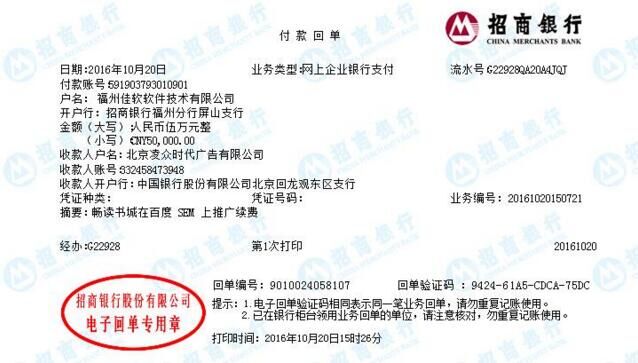 招商银行
CHINA MERCHANTS BANK
付款回单
日期:2016年10月20日 业务类型:网上企业银行支付 流水号:G22928QA20A4JQJ
付款账号:591903793010901
户名: 福州佳软软件技术有限公司
开户行: 招商银行福州分行屏山支行
金额(大写):人民币伍万元整
(小写):CNY50,000.00
收款人户名: 北京凌众时代广告有限公司
收款人账号:332458473948
收款人开户行: 中国银行股份有限公司北京回龙观东区支行
凭证种类: 凭证号码: 业务编号: 20161020150721
摘要: 畅读书城在百度 SEM 上推广续费
经办:G22928 第1次打印 20161020
回单编号: 9010024058107 回单验证码 : 9424-61A5-CDCA-75DC
提示: 1.电子回单验证码相同表示同一笔业务回单,请勿重复记账使用。
2.已在银行柜台领用业务回单的单位,请注意核对,勿重复记账使用。
打印时间: 2016年10月20日15时26分
招商银行股份有限公司
电子回单专用章